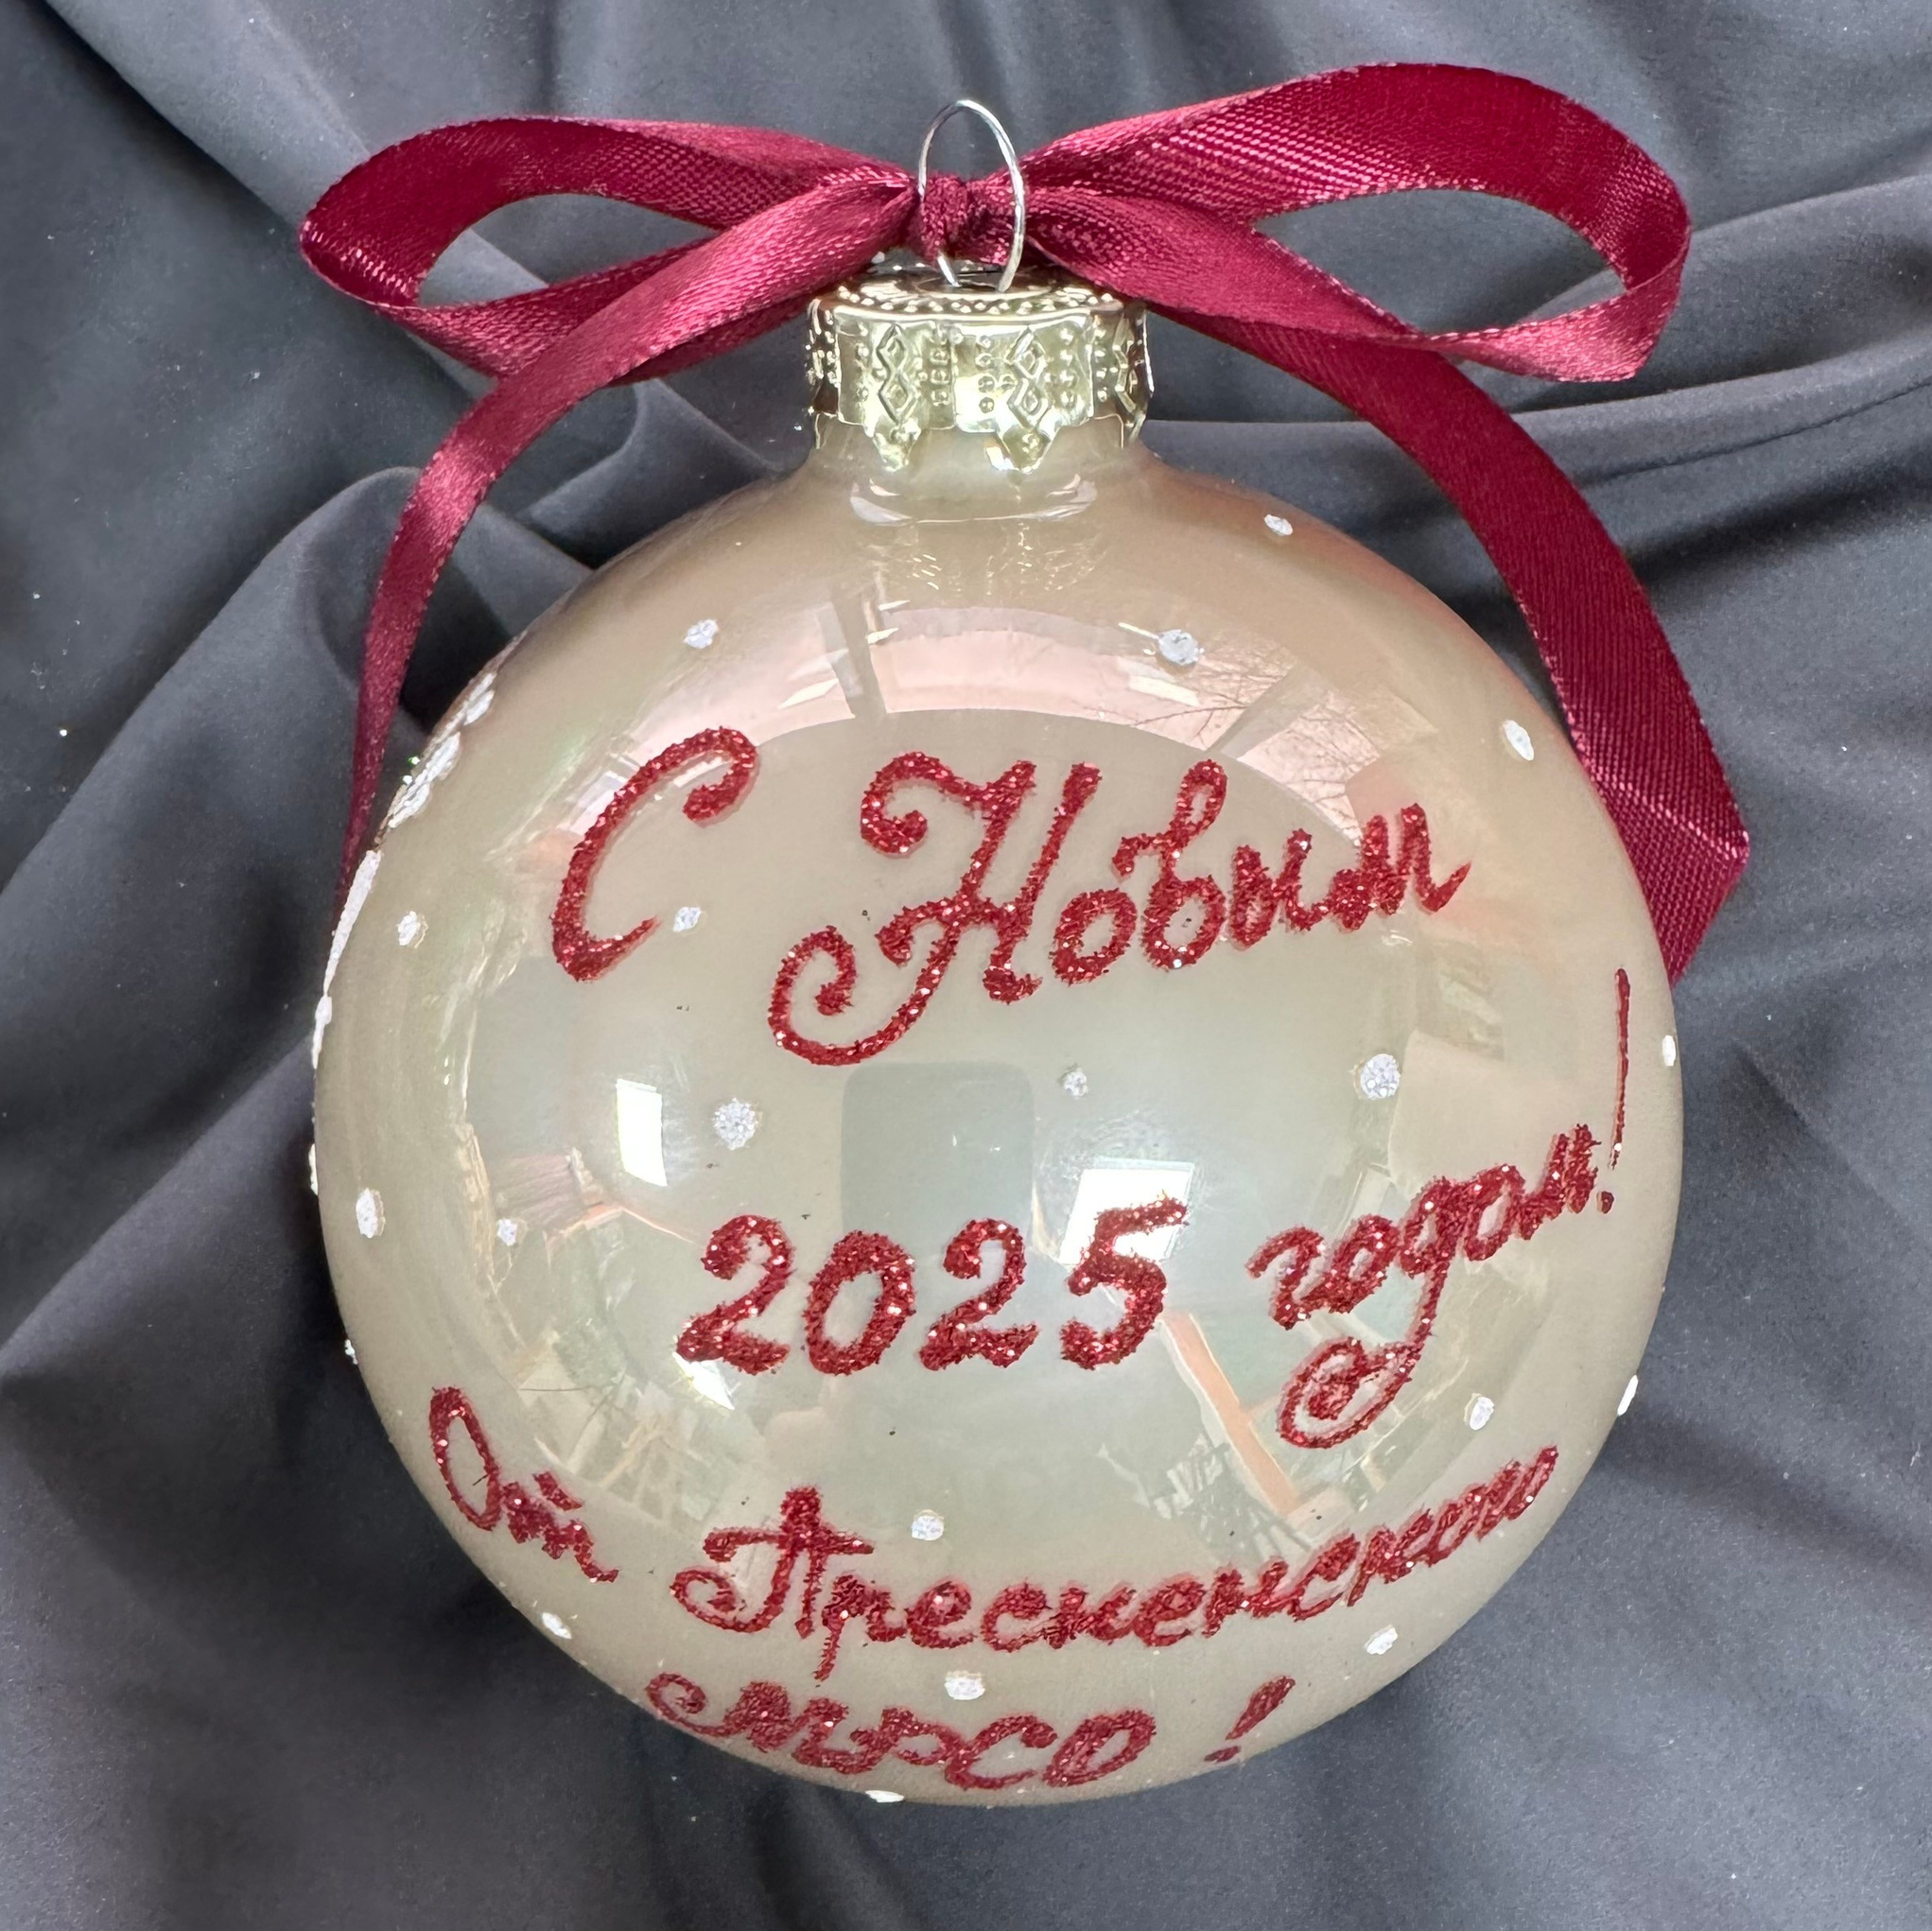 С Новым
2025 годом!
От Пресненского
МРСО!